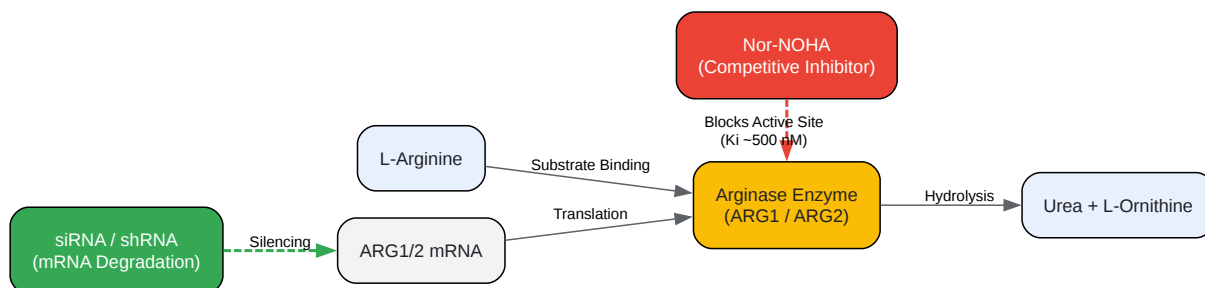 Nor-NOHA
(Competitive Inhibitor)
Blocks Active Site
(Ki ~500 nM)
L-Arginine
Substrate Binding
Arginase Enzyme
(ARG1 / ARG2)
Hydrolysis
Urea + L-Ornithine
Translation
siRNA / shRNA
(mRNA Degradation)
Silencing
ARG1/2 mRNA